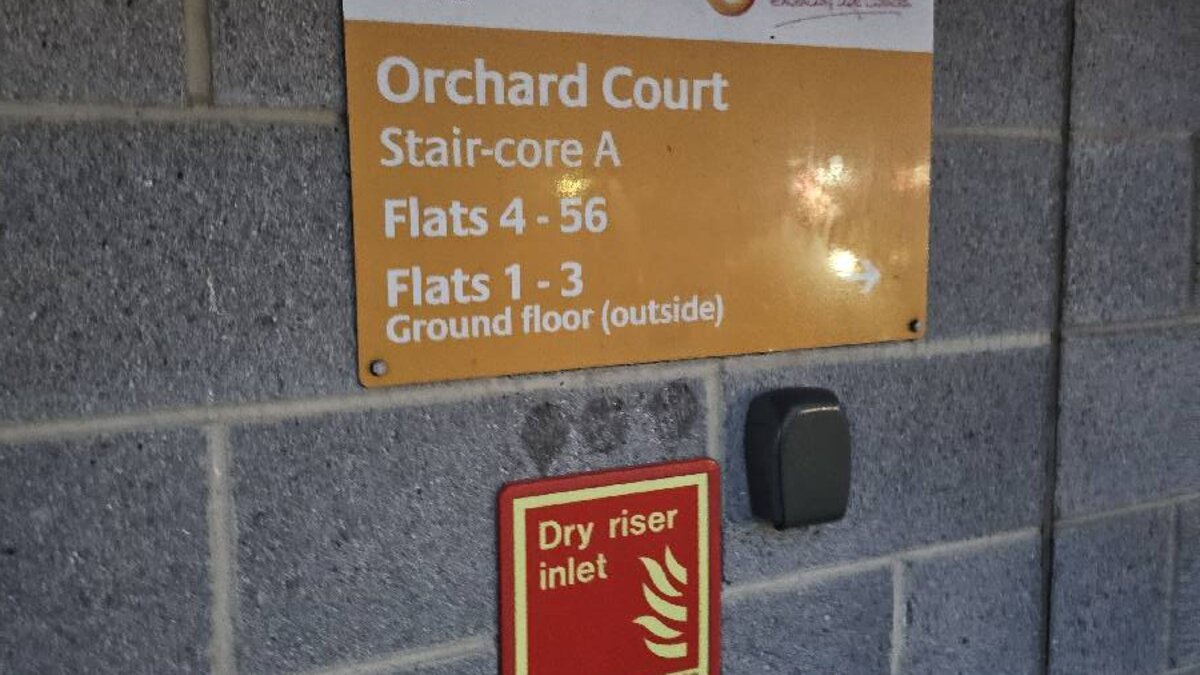 Orchard Court
Stair-core A
Flats 4 - 56
Flats 1 - 3
Ground floor (outside)
Dry riser
inlet